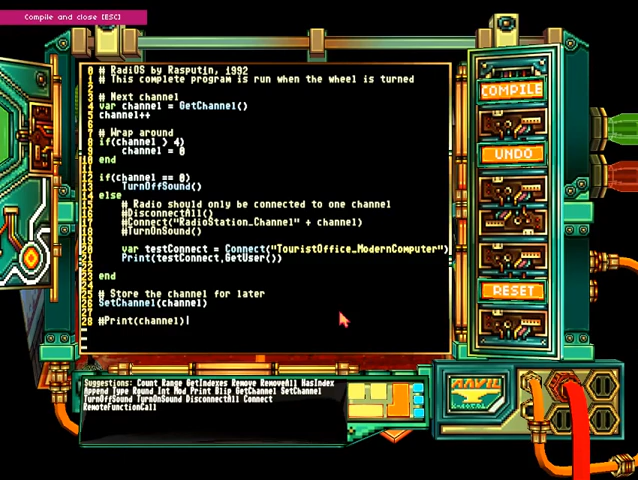 Compile and close [ESC]
0 # RadiOS by Rasputin, 1992
1 # This complete program is run when the wheel is turned
2
3 # Next channel
4 var channel = GetChannel()
5 channel++
6
7 # Wrap around
8 if(channel > 4)
9 channel = 0
10 end
11
12 if(channel == 0)
13 TurnOffSound()
14 else
15 # Radio should only be connected to one channel
16 #DisconnectAll()
17 #Connect("RadioStation_Channel" + channel)
18 #TurnOnSound()
19
20 var testConnect = Connect("TouristOffice_ModernComputer")
21 Print(testConnect,GetUser())
22
23 end
24
25 # Store the channel for later
26 SetChannel(channel)
27
28 #Print(channel)
COMPILE
UNDO
RESET
Suggestions: Count Range GetIndexes Remove RemoveAll HasIndex
Append Type Round Int Mod Print Blip GetChannel SetChannel
TurnOffSound TurnOnSound DisconnectAll Connect
RemoteFunctionCall
ANVIL